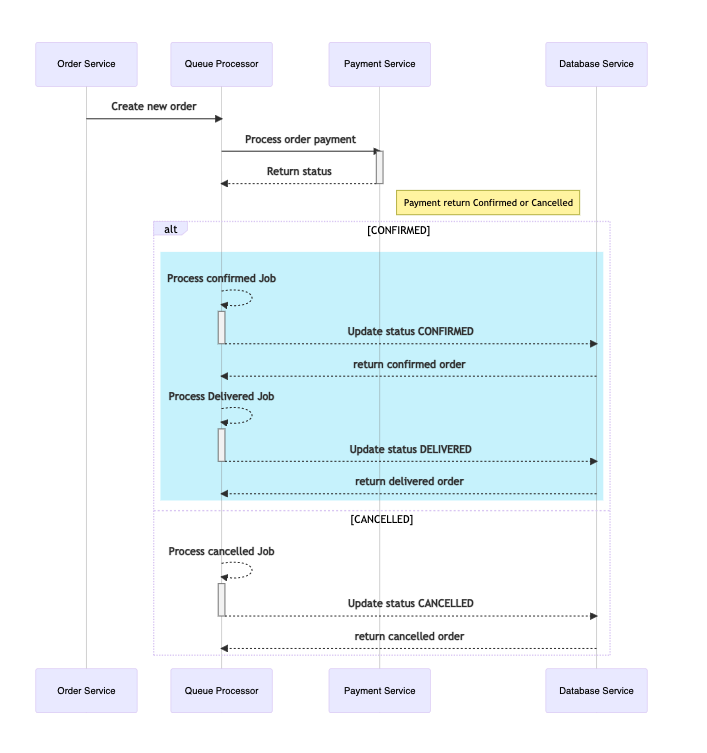 Order Service
Queue Processor
Payment Service
Database Service
Create new order
Process order payment
Return status
Payment return Confirmed or Cancelled
alt
[CONFIRMED]
Process confirmed Job
Update status CONFIRMED
return confirmed order
Process Delivered Job
Update status DELIVERED
return delivered order
[CANCELLED]
Process cancelled Job
Update status CANCELLED
return cancelled order
Order Service
Queue Processor
Payment Service
Database Service